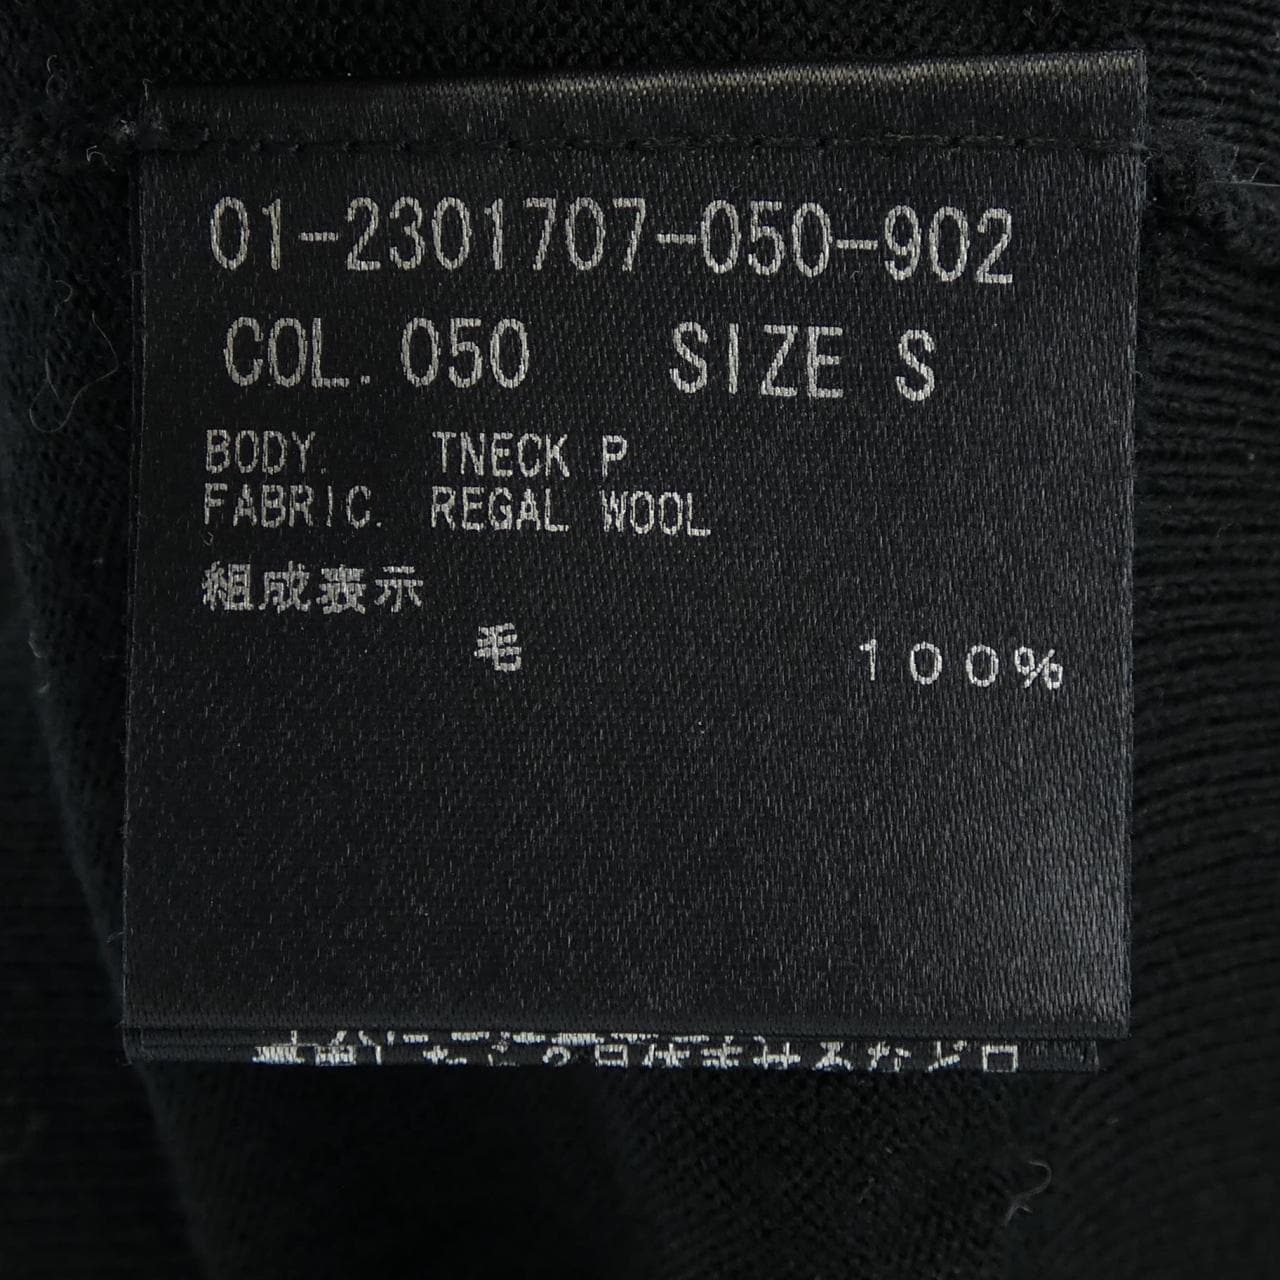 01-2301707-050-902
COL. 050 SIZE S
BODY. TNECK P
FABRIC. REGAL WOOL
組成表示
毛 100%